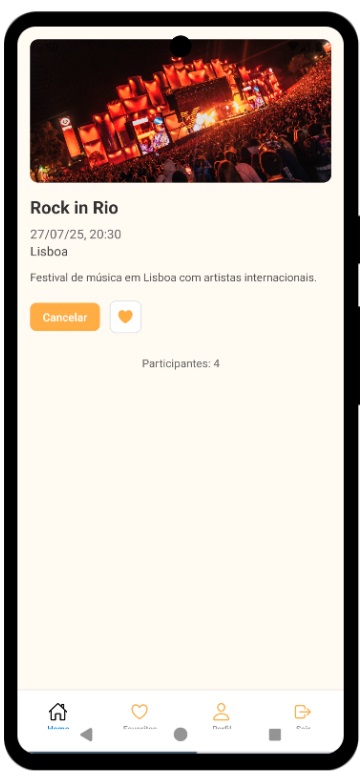 Rock in Rio
27/07/25, 20:30
Lisboa
Festival de música em Lisboa com artistas internacionais.
Cancelar
Participantes: 4
Home
Favoritos
Perfil
Sair